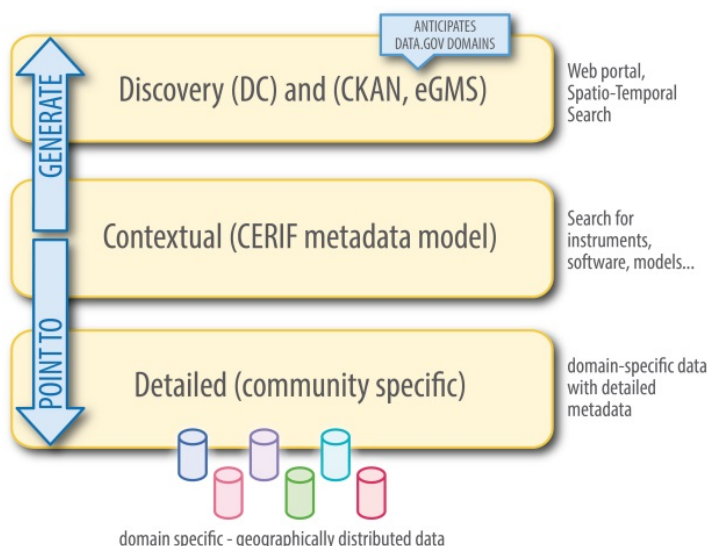 ANTICIPATES
DATA.GOV DOMAINS
Discovery (DC) and (CKAN, eGMS)
Web portal,
Spatio-Temporal
Search
GENERATE
Contextual (CERIF metadata model)
Search for
instruments,
software, models...
POINT TO
Detailed (community specific)
domain-specific data
with detailed
metadata
domain specific - geographically distributed data